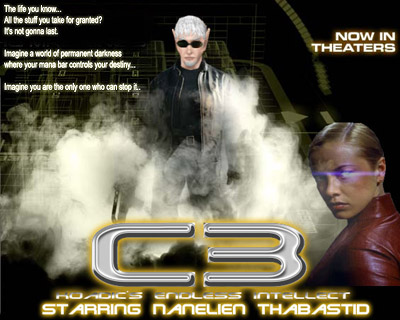 The life you know...
All the stuff you take for granted?
It's not gonna last.
Imagine a world of permanent darkness
where your mana bar controls your destiny...
Imagine you are the only one who can stop it..
NOW IN
THEATERS
C3
ROADIC'S ENDLESS INTELLECT
STARRING NANELIEN THABASTID